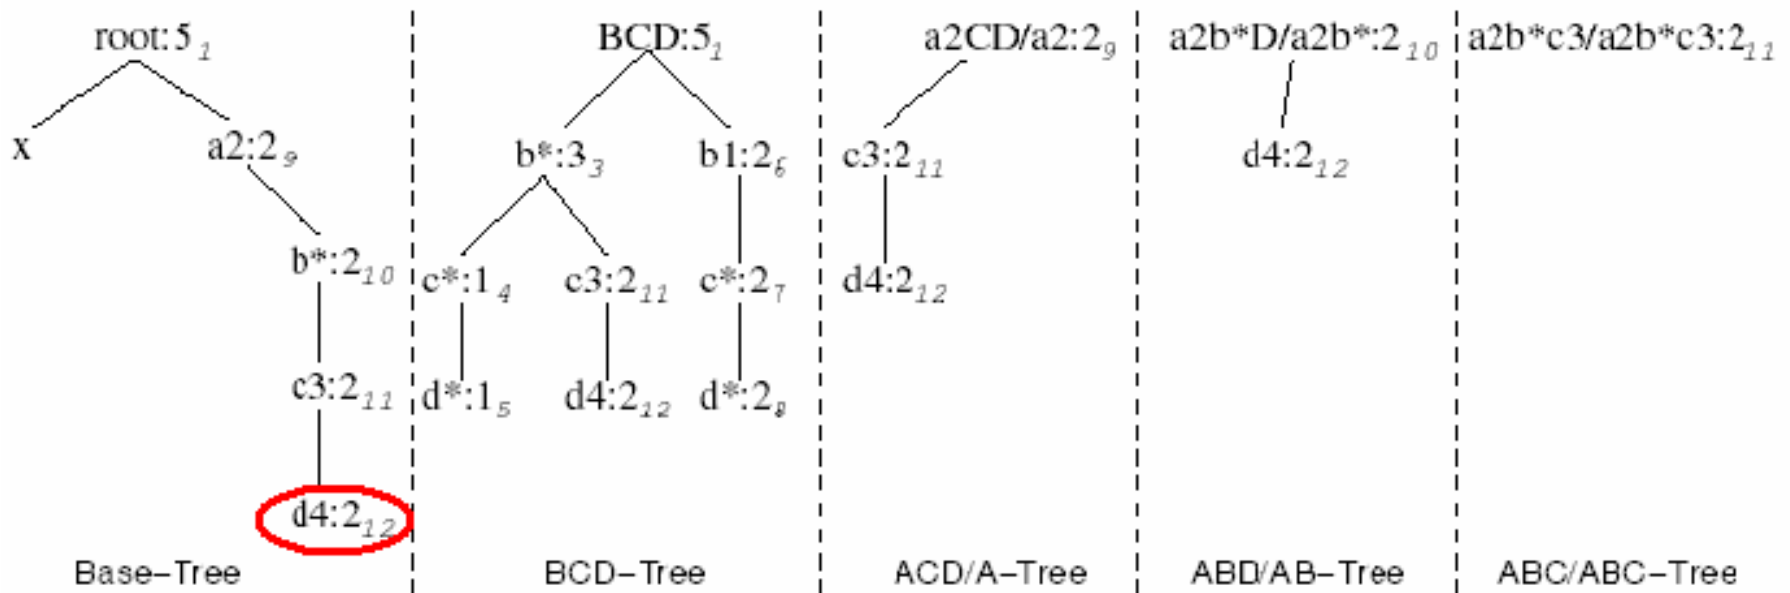 root:5 1 BCD:5 1 a2CD/a2:2 9 a2b*D/a2b*:2 10 a2b*c3/a2b*c3:2 11
x a2:2 9 b*:3 3 b1:2 6 c3:2 11 d4:2 12
b*:2 10 c*:1 4 c3:2 11 c*:2 7 d4:2 12
c3:2 11 d*:1 5 d4:2 12 d*:2 8
d4:2 12
Base-Tree BCD-Tree ACD/A-Tree ABD/AB-Tree ABC/ABC-Tree